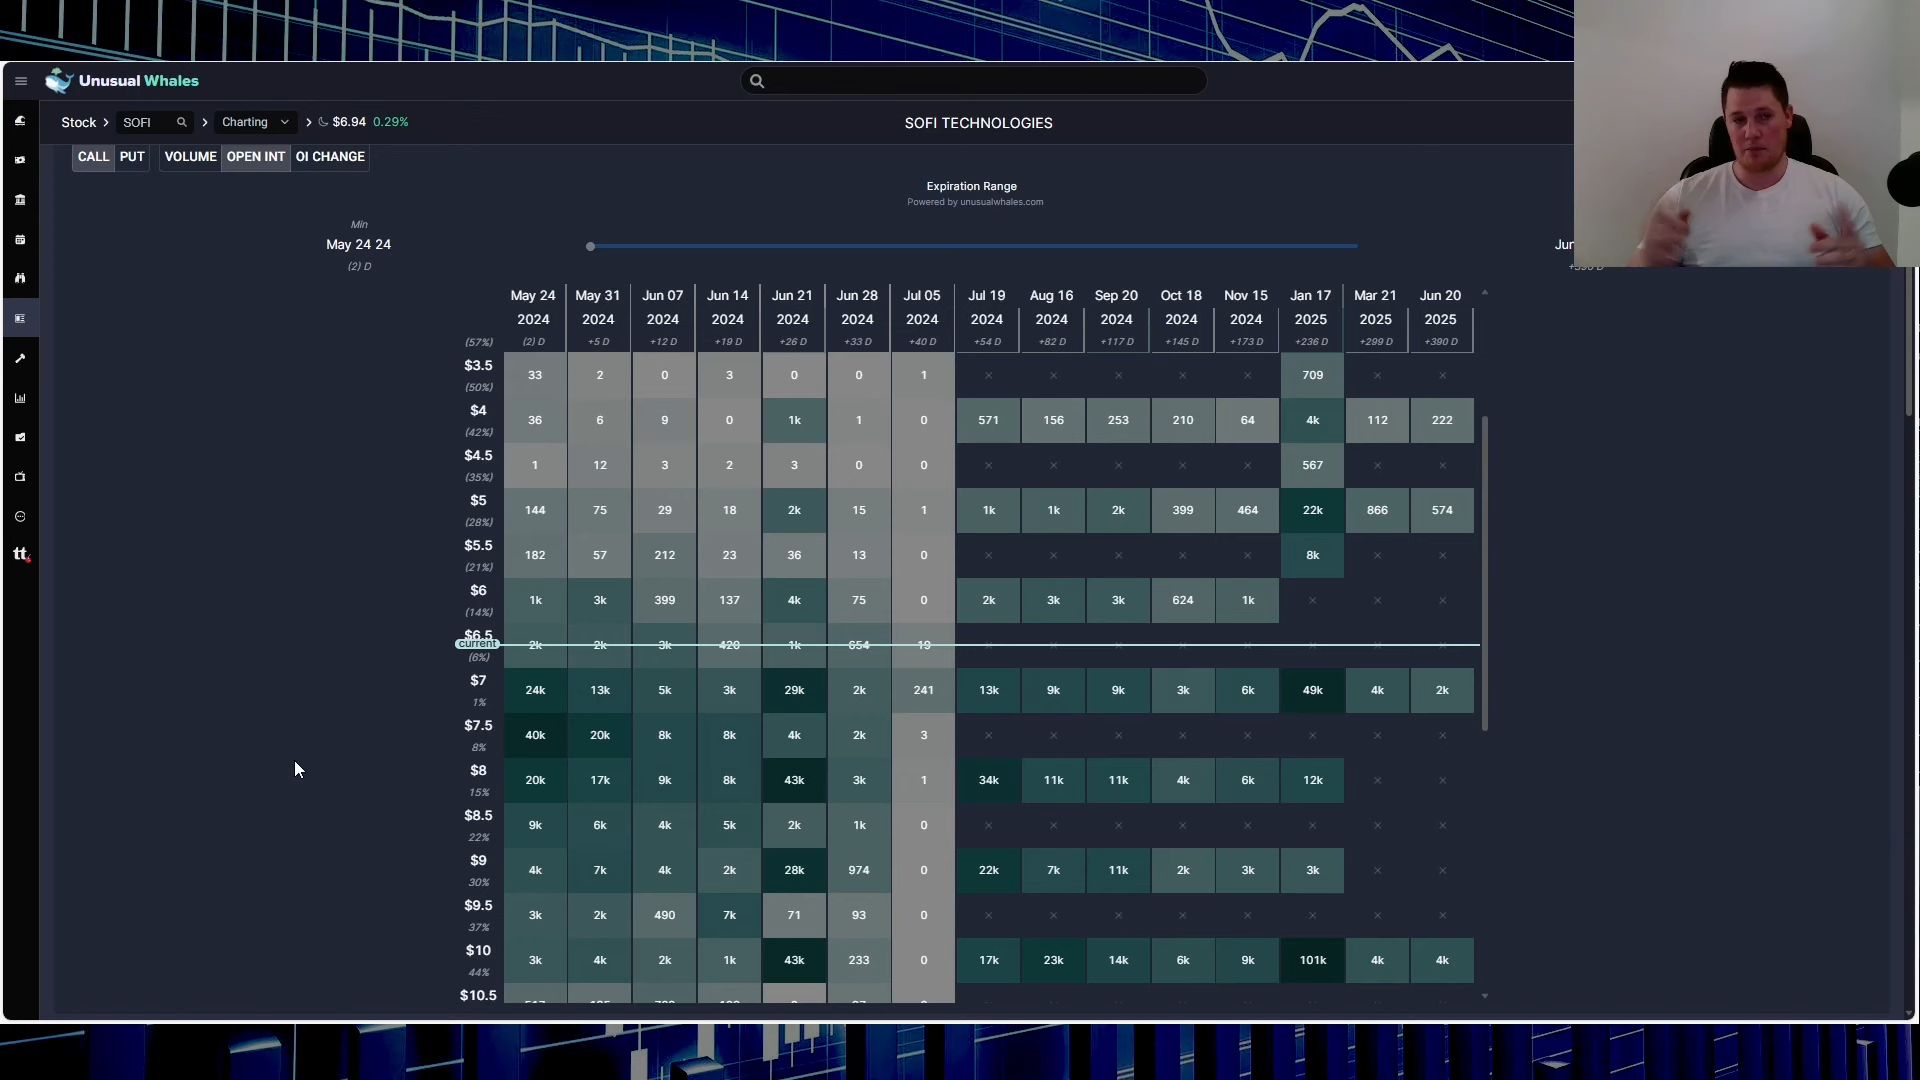 Unusual Whales
Stock > SOFI > Charting > $6.94 0.29%
SOFI TECHNOLOGIES
CALL PUT VOLUME OPEN INT OI CHANGE
Expiration Range
Powered by unusualwhales.com
Min
May 24 24
(2) D
May 24 May 31 Jun 07 Jun 14 Jun 21 Jun 28 Jul 05 Jul 19 Aug 16 Sep 20 Oct 18 Nov 15 Jan 17 Mar 21 Jun 20
2024 2024 2024 2024 2024 2024 2024 2024 2024 2024 2024 2024 2025 2025 2025
(57%) (2) D +5 D +12 D +19 D +26 D +33 D +40 D +54 D +82 D +117 D +145 D +173 D +236 D +299 D +390 D
$3.5 33 2 0 3 0 0 1 × × × × × 709 × ×
(50%)
$4 36 6 9 0 1k 1 0 571 156 253 210 64 4k 112 222
(42%)
$4.5 1 12 3 2 3 0 0 × × × × × 567 × ×
(35%)
$5 144 75 29 18 2k 15 1 1k 1k 2k 399 464 22k 866 574
(28%)
$5.5 182 57 212 23 36 13 0 × × × × × 8k × ×
(21%)
$6 1k 3k 399 137 4k 75 0 2k 3k 3k 624 1k × × ×
(14%)
$6.5 2k 2k 3k 420 1k 654 19 × × × × × × × ×
current
(6%)
$7 24k 13k 5k 3k 29k 2k 241 13k 9k 9k 3k 6k 49k 4k 2k
1%
$7.5 40k 20k 8k 8k 4k 2k 3 × × × × × × × ×
8%
$8 20k 17k 9k 8k 43k 3k 1 34k 11k 11k 4k 6k 12k × ×
15%
$8.5 9k 6k 4k 5k 2k 1k 0 × × × × × × × ×
22%
$9 4k 7k 4k 2k 28k 974 0 22k 7k 11k 2k 3k 3k × ×
30%
$9.5 3k 2k 490 7k 71 93 0 × × × × × × × ×
37%
$10 3k 4k 2k 1k 43k 233 0 17k 23k 14k 6k 9k 101k 4k 4k
44%
$10.5
tt